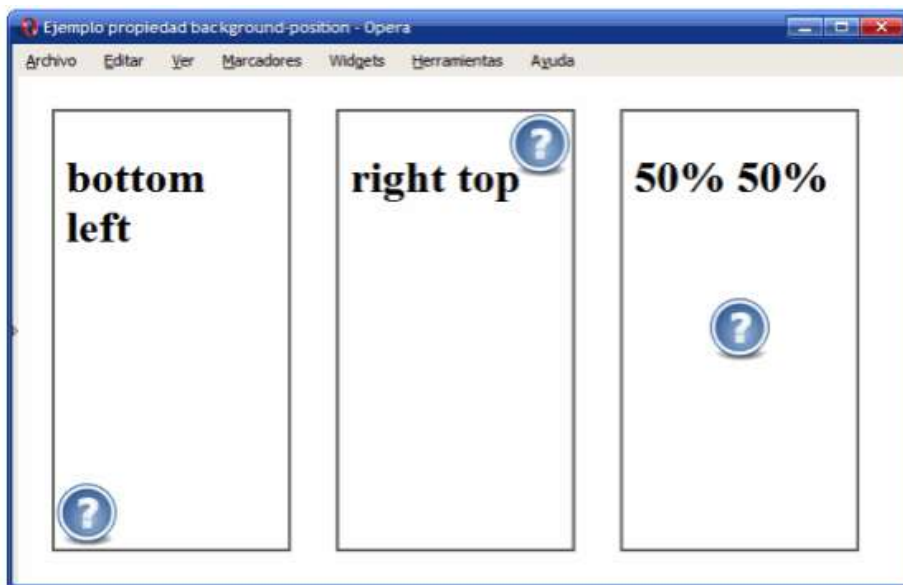 Ejemplo propiedad background-position - Opera
Archivo Editar Ver Marcadores Widgets Herramientas Ayuda
bottom
left
right top
50% 50%
?
?
?